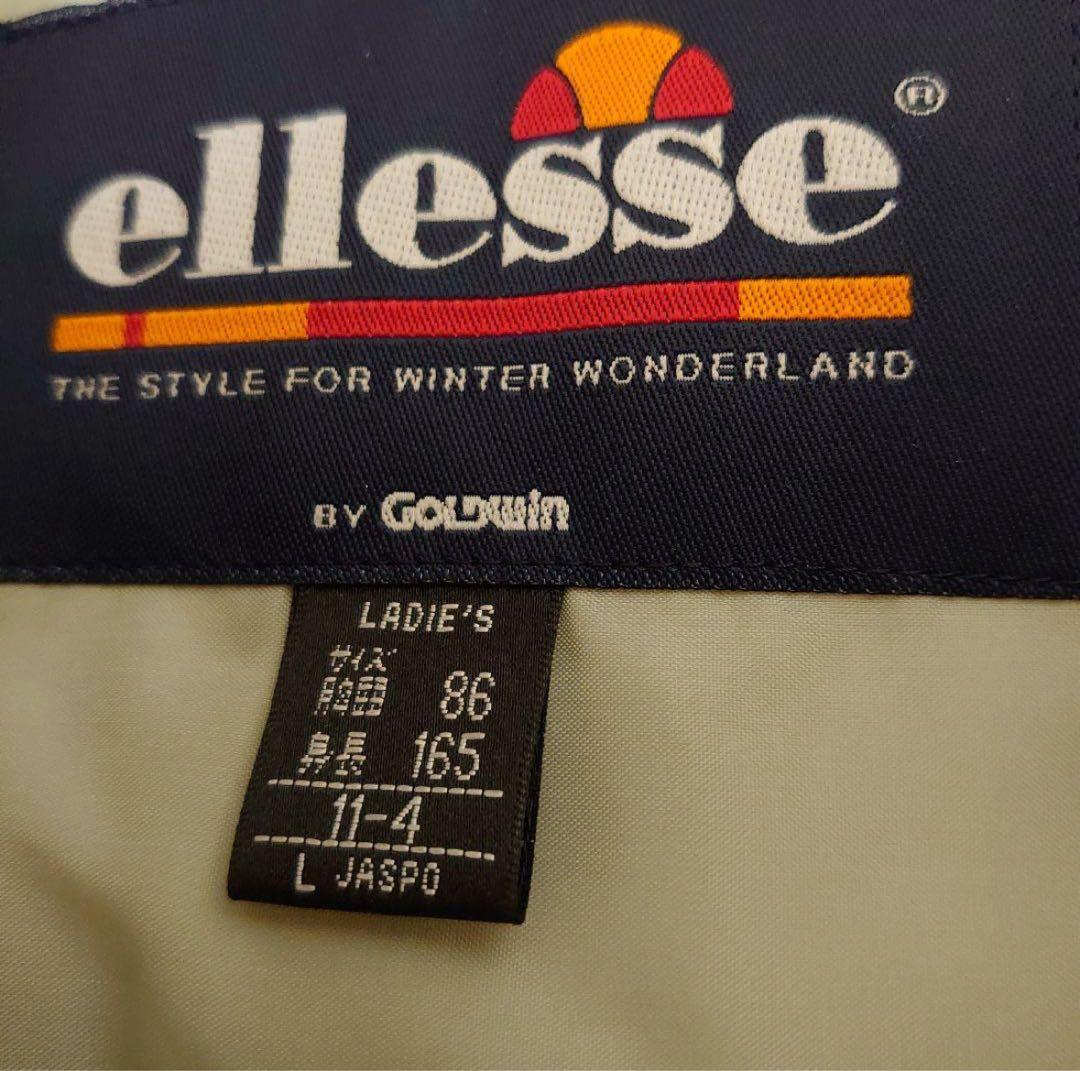 ellesse®
THE STYLE FOR WINTER WONDERLAND
BY GOLDWIN
LADIE'S
サイズ
胸囲 86
身長 165
11-4
L JASPO